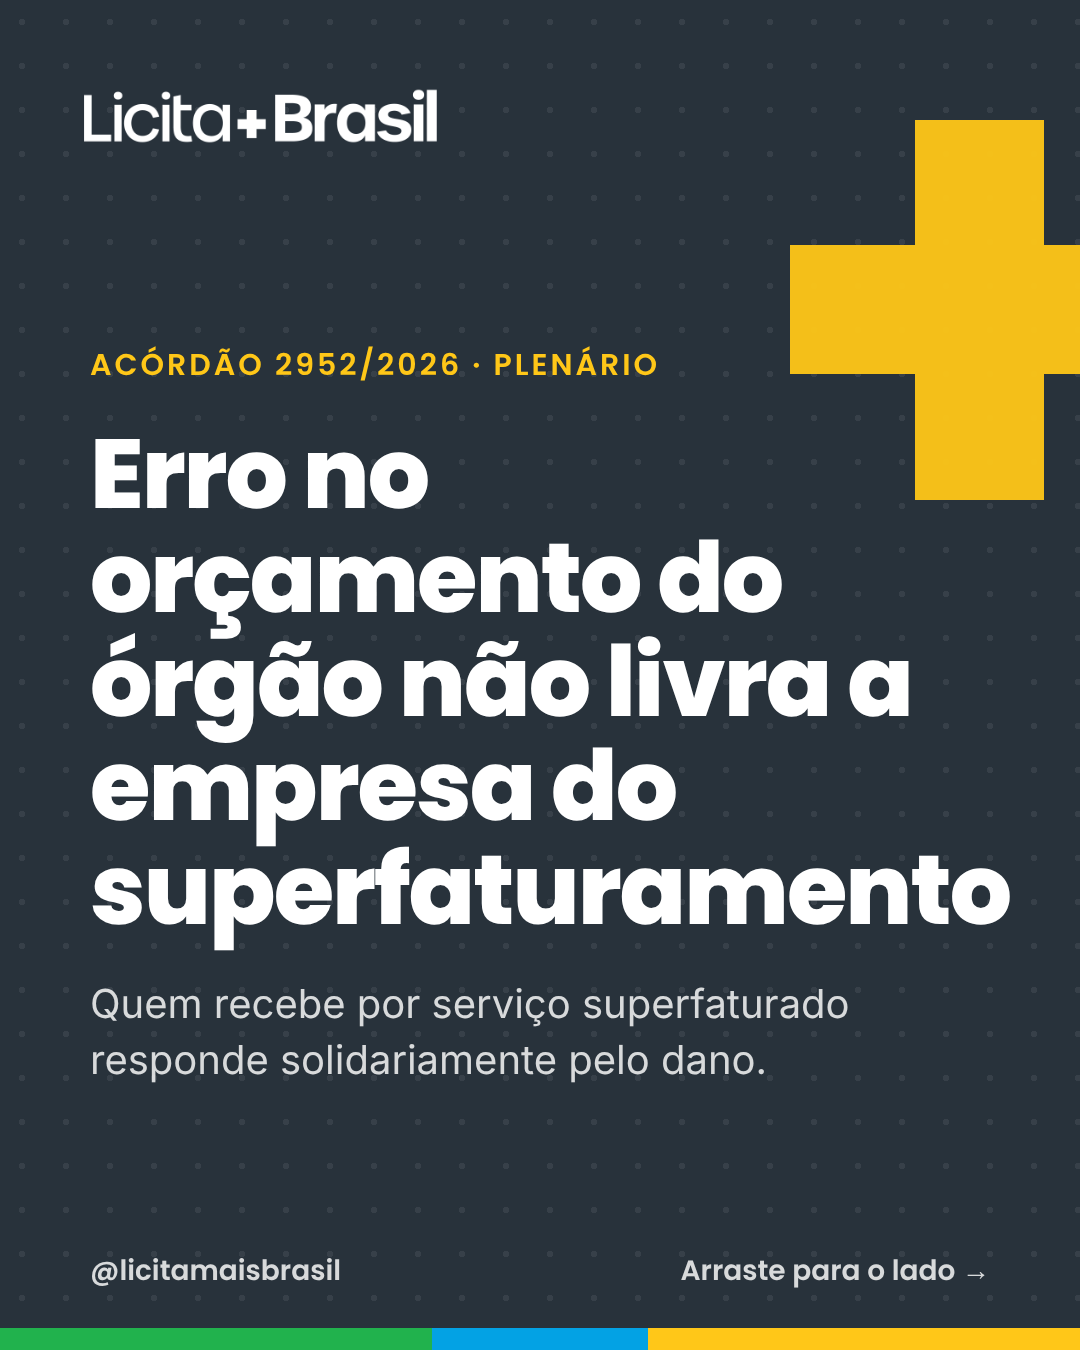 Licita+Brasil
ACÓRDÃO 2952/2026 · PLENÁRIO
Erro no
orçamento do
órgão não livra a
empresa do
superfaturamento
Quem recebe por serviço superfaturado
responde solidariamente pelo dano.
@licitamaisbrasil
Arraste para o lado →